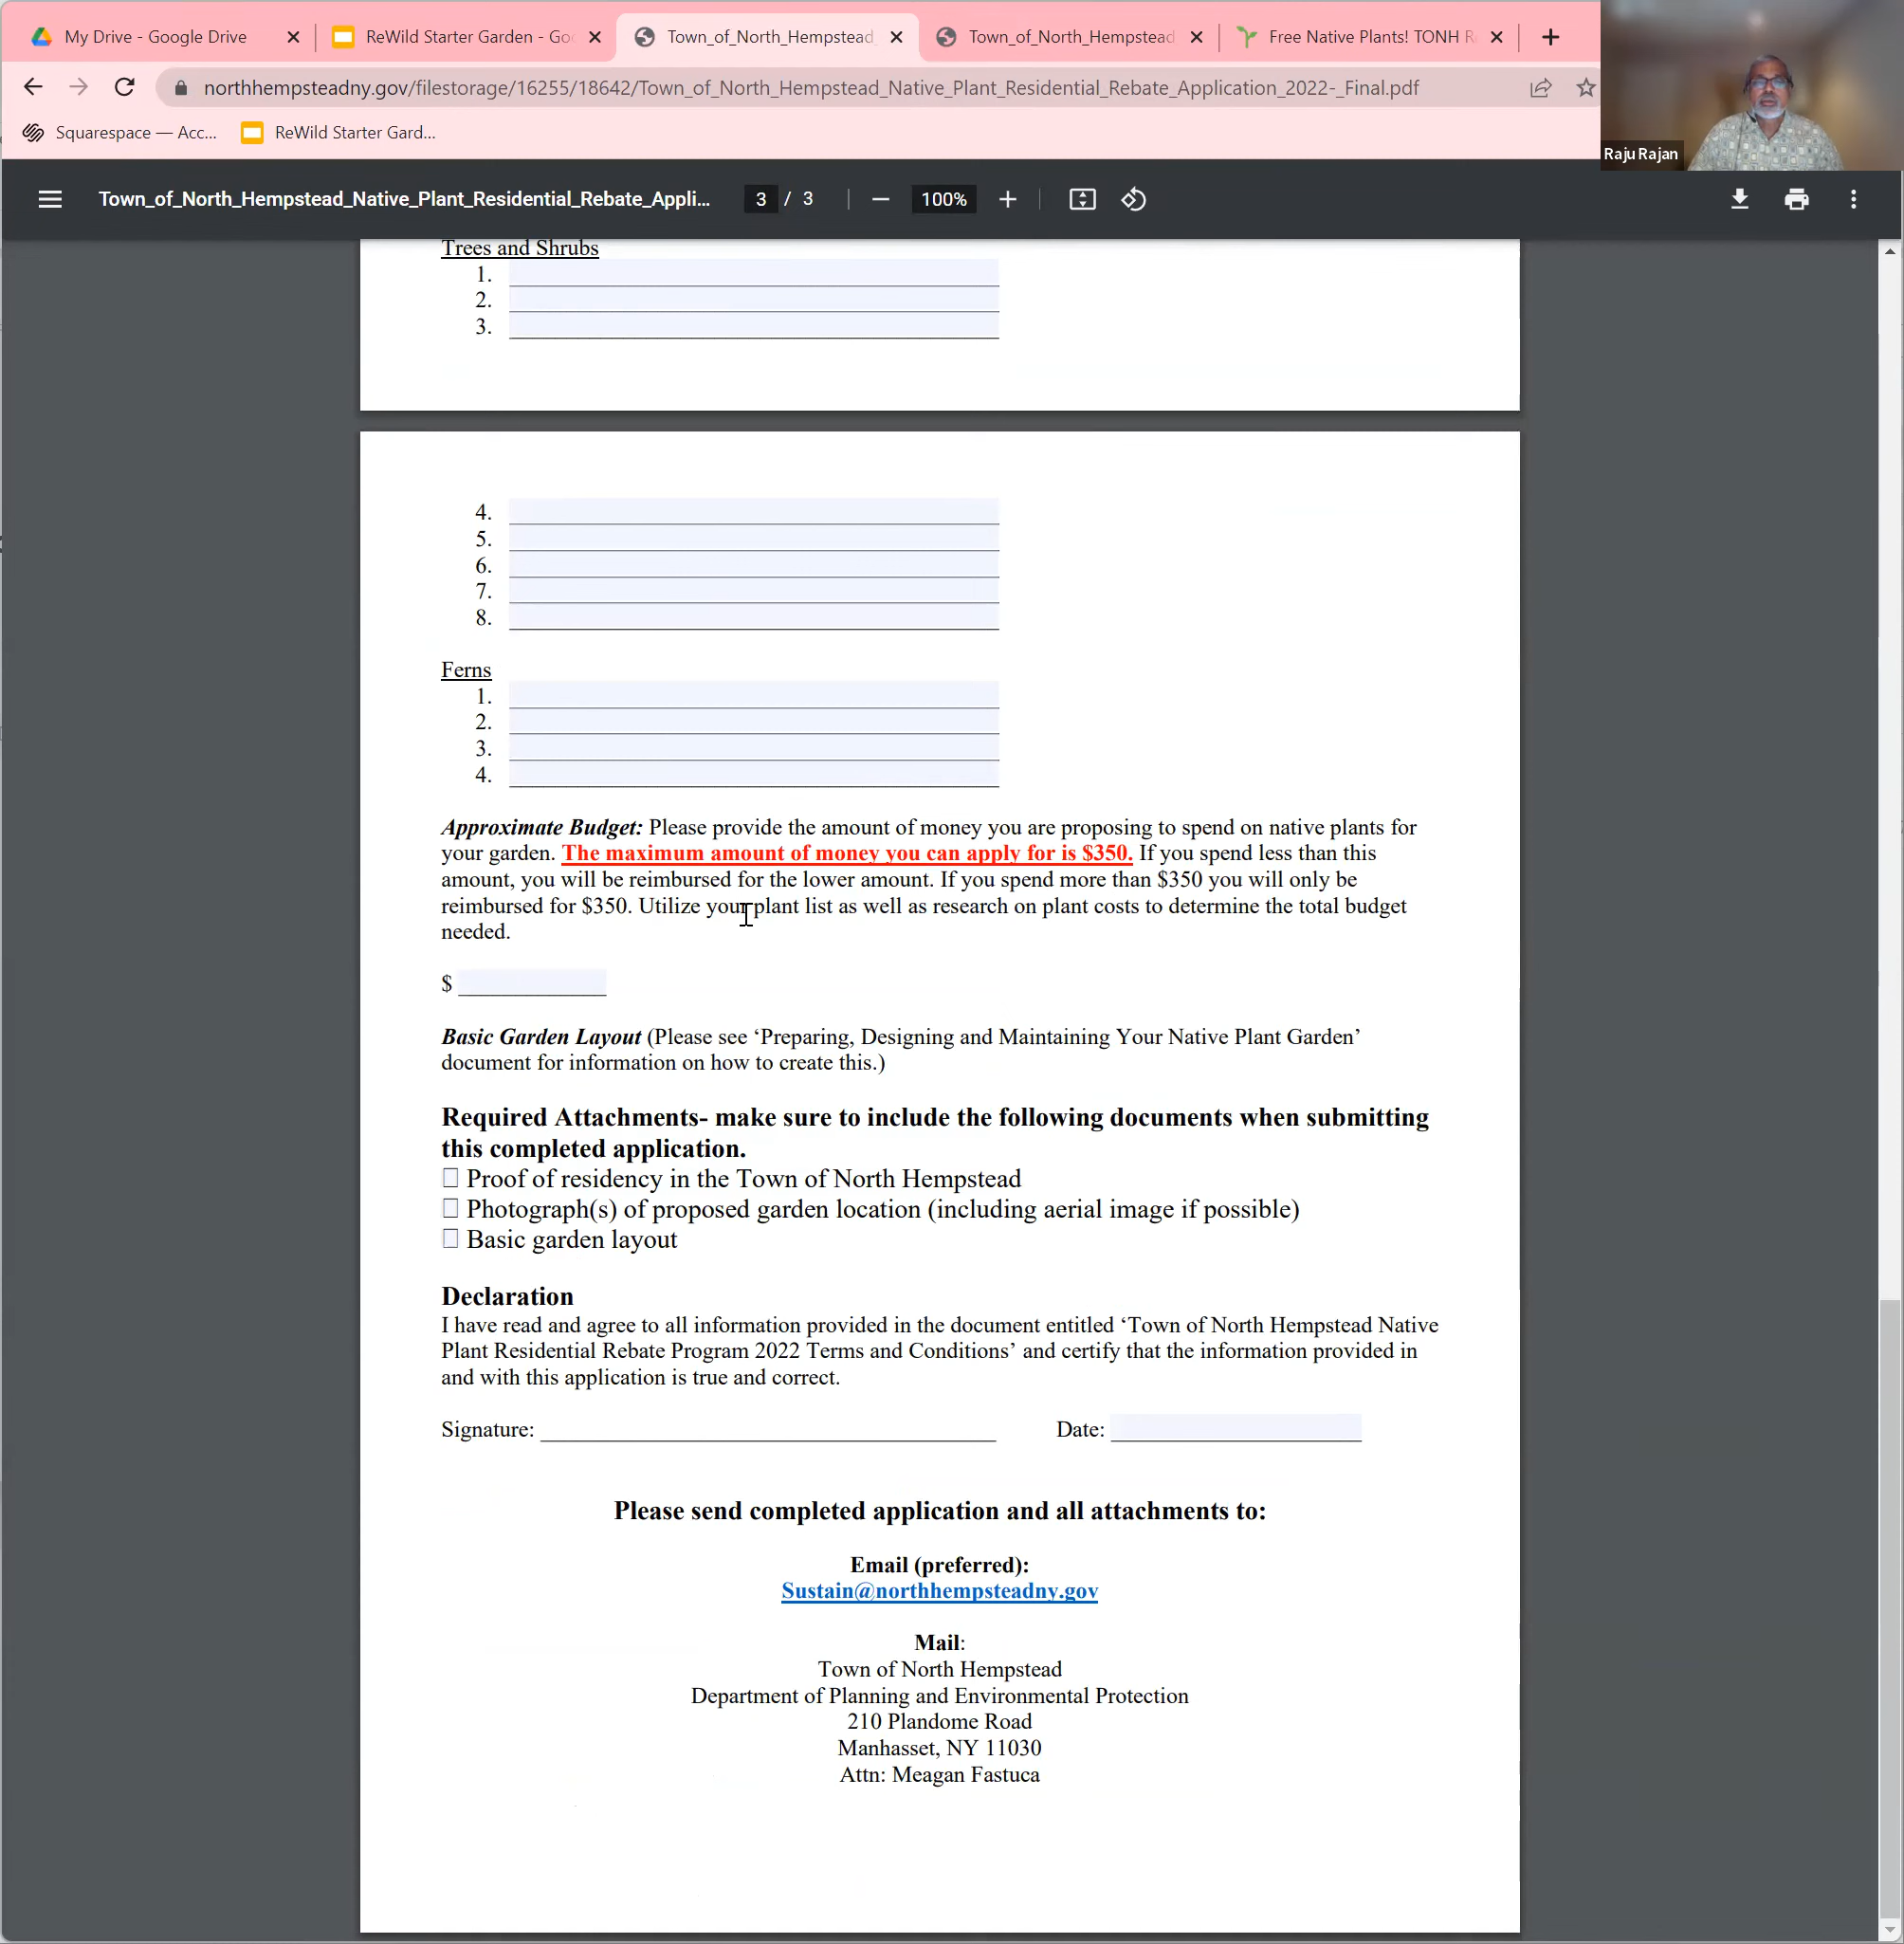 My Drive - Google Drive
ReWild Starter Garden - Goo
Town_of_North_Hempstead_
Town_of_North_Hempstead
Free Native Plants! TONH R
northhempsteadny.gov/filestorage/16255/18642/Town_of_North_Hempstead_Native_Plant_Residential_Rebate_Application_2022-_Final.pdf
Squarespace — Acc...
ReWild Starter Gard...
Raju Rajan
Town_of_North_Hempstead_Native_Plant_Residential_Rebate_Appli...
3 / 3
100%
Trees and Shrubs
1.
2.
3.
4.
5.
6.
7.
8.
Ferns
1.
2.
3.
4.
Approximate Budget: Please provide the amount of money you are proposing to spend on native plants for
your garden. The maximum amount of money you can apply for is $350. If you spend less than this
amount, you will be reimbursed for the lower amount. If you spend more than $350 you will only be
reimbursed for $350. Utilize your plant list as well as research on plant costs to determine the total budget
needed.
$
Basic Garden Layout (Please see ‘Preparing, Designing and Maintaining Your Native Plant Garden’
document for information on how to create this.)
Required Attachments- make sure to include the following documents when submitting
this completed application.
Proof of residency in the Town of North Hempstead
Photograph(s) of proposed garden location (including aerial image if possible)
Basic garden layout
Declaration
I have read and agree to all information provided in the document entitled ‘Town of North Hempstead Native
Plant Residential Rebate Program 2022 Terms and Conditions’ and certify that the information provided in
and with this application is true and correct.
Signature:
Date:
Please send completed application and all attachments to:
Email (preferred):
Sustain@northhempsteadny.gov
Mail:
Town of North Hempstead
Department of Planning and Environmental Protection
210 Plandome Road
Manhasset, NY 11030
Attn: Meagan Fastuca